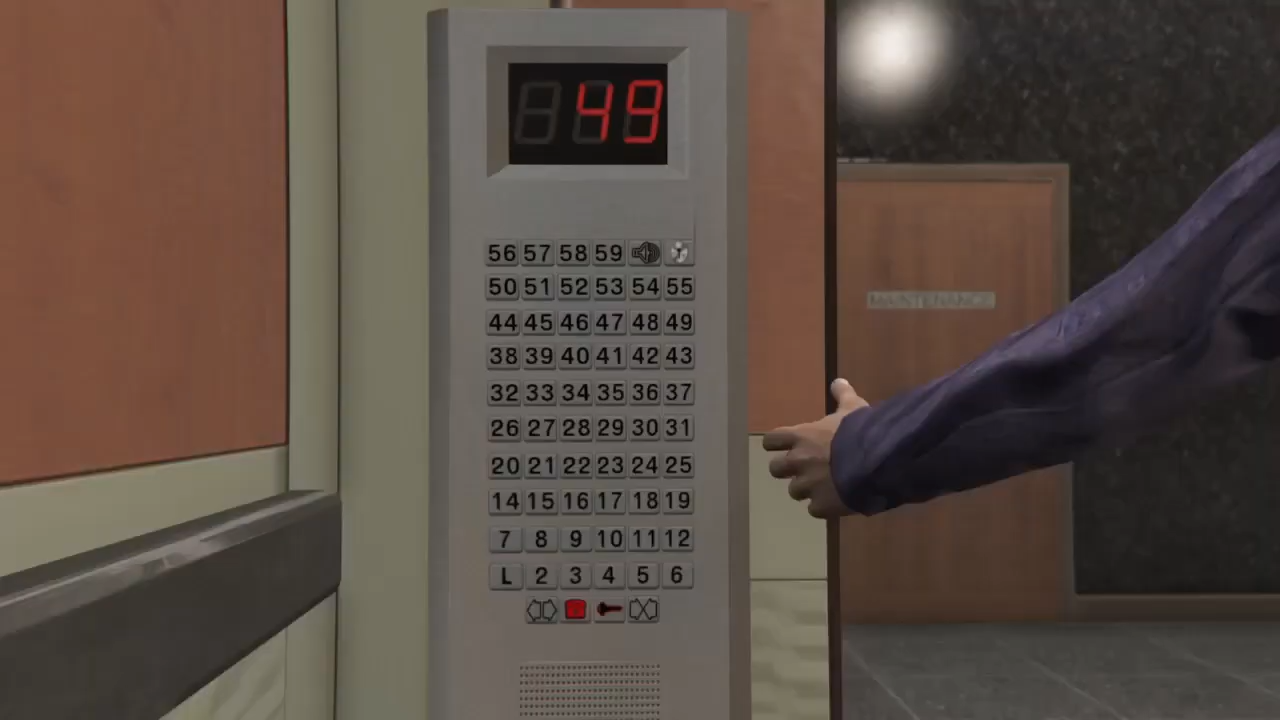 49
56 57 58 59
50 51 52 53 54 55
44 45 46 47 48 49
38 39 40 41 42 43
32 33 34 35 36 37
26 27 28 29 30 31
20 21 22 23 24 25
14 15 16 17 18 19
7 8 9 10 11 12
L 2 3 4 5 6
MAINTENANCE